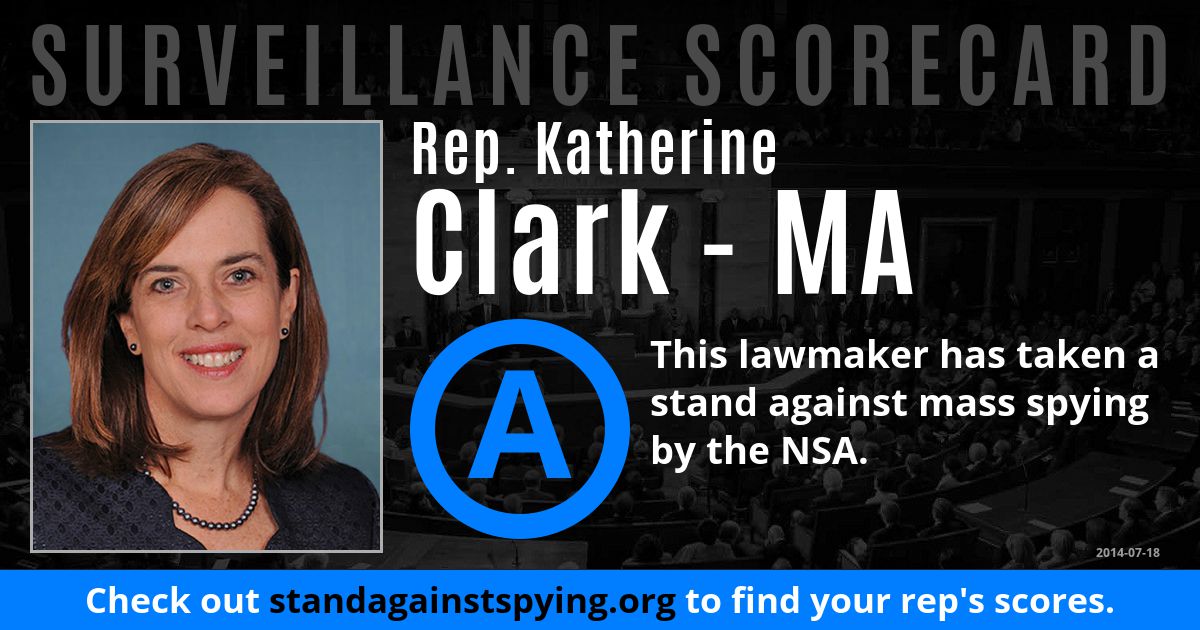 SURVEILLANCE SCORECARD
Rep. Katherine
Clark - MA
A
This lawmaker has taken a
stand against mass spying
by the NSA.
2014-07-18
Check out standagainstspying.org to find your rep's scores.